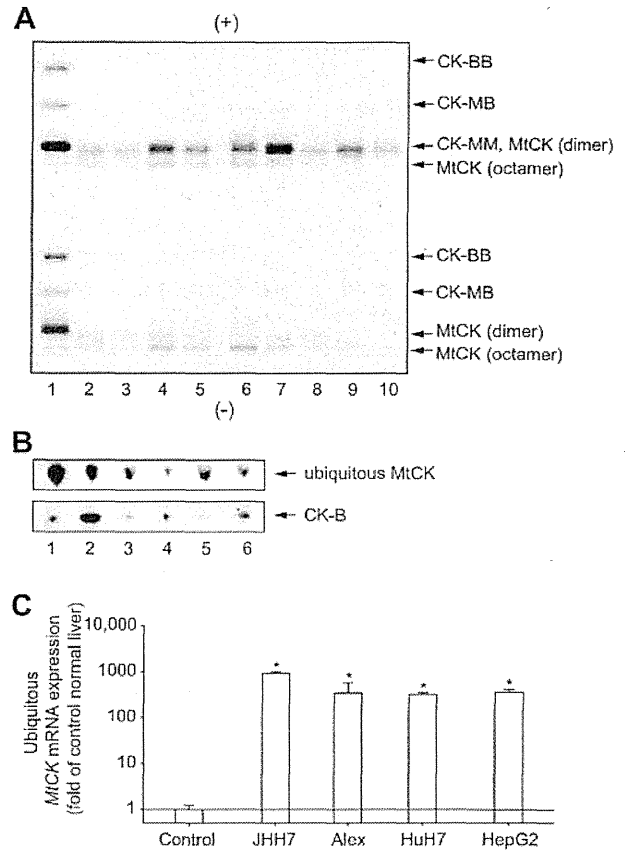 A
(+)
CK-BB
CK-MB
CK-MM, MtCK (dimer)
MtCK (octamer)
CK-BB
CK-MB
MtCK (dimer)
MtCK (octamer)
1 2 3 4 5 6 7 8 9 10
(-)
B
ubiquitous MtCK
CK-B
1 2 3 4 5 6
C
Ubiquitous
MtCK mRNA expression
(fold of control normal liver)
10,000
1000
100
10
1
* * * *
Control JHH7 Alex HuH7 HepG2